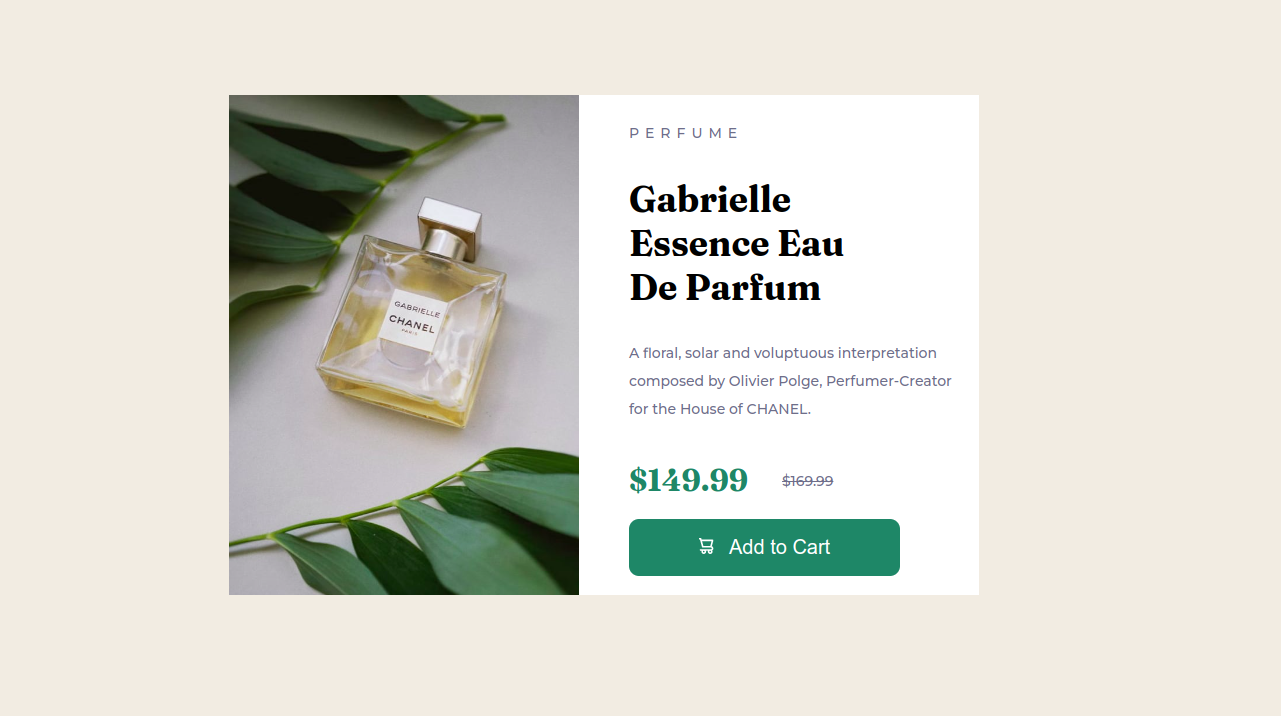 PERFUME
Gabrielle
Essence Eau
De Parfum
GABRIELLE
CHANEL
PARIS
A floral, solar and voluptuous interpretation
composed by Olivier Polge, Perfumer-Creator
for the House of CHANEL.
$149.99 $169.99
Add to Cart